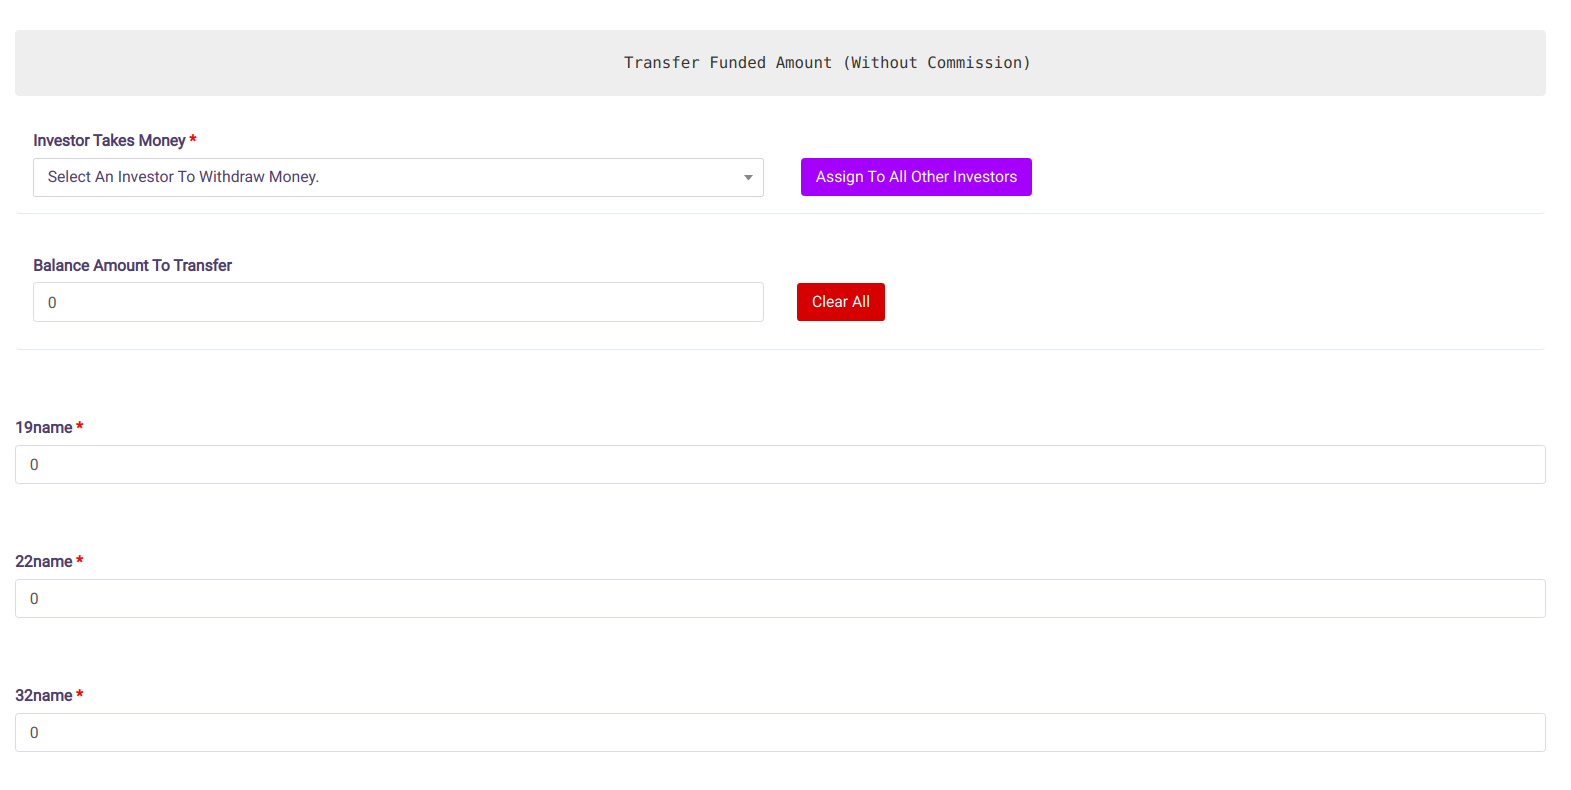 Transfer Funded Amount (Without Commission)
Investor Takes Money *
Select An Investor To Withdraw Money.
Assign To All Other Investors
Balance Amount To Transfer
0
Clear All
19name *
0
22name *
0
32name *
0